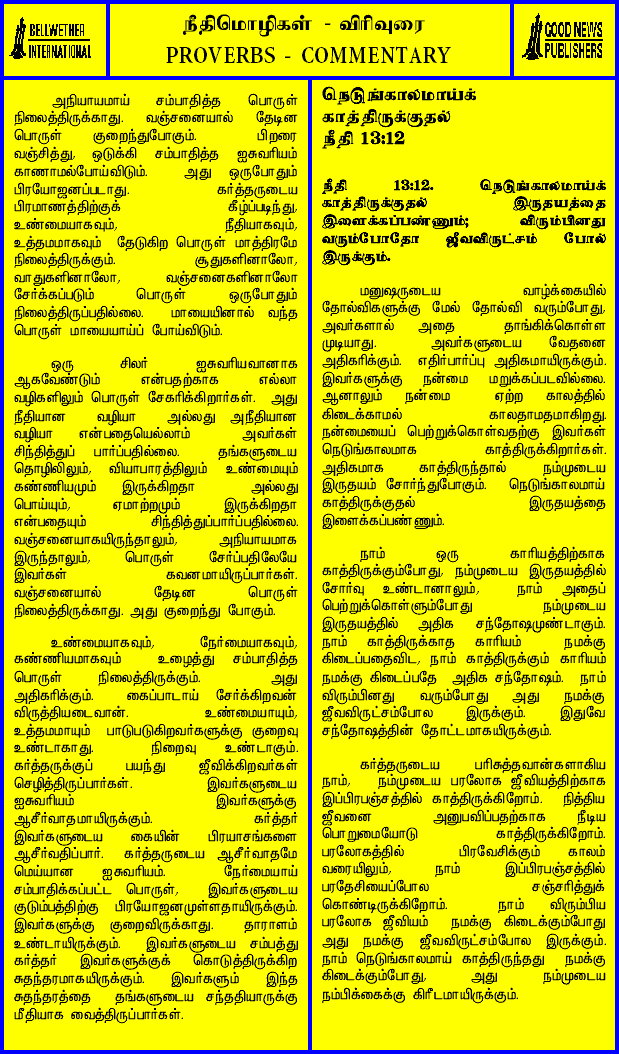 BELLWETHER
INTERNATIONAL
நீதிமொழிகள் - விரிவுரை
PROVERBS - COMMENTARY
GOOD NEWS
PUBLISHERS
அநியாயமாய் சம்பாதித்த பொருள்
நிலைத்திருக்காது. வஞ்சனையால் தேடின
பொருள் குறைந்துபோகும். பிறரை
வஞ்சித்து, ஒடுக்கி சம்பாதித்த ஐசுவரியம்
காணாமல்போய்விடும். அது ஒருபோதும்
பிரயோஜனப்படாது. கர்த்தருடைய
பிரமாணத்திற்குக் கீழ்ப்படிந்து,
உண்மையாகவும், நீதியாகவும்,
உத்தமமாகவும் தேடுகிற பொருள் மாத்திரமே
நிலைத்திருக்கும். சூதுகளினாலோ,
வாதுகளினாலோ, வஞ்சனைகளினாலோ
சேர்க்கப்படும் பொருள் ஒருபோதும்
நிலைத்திருப்பதில்லை. மாயையினால் வந்த
பொருள் மாயையாய்ப் போய்விடும்.
ஒரு சிலர் ஐசுவரியவானாக
ஆகவேண்டும் என்பதற்காக எல்லா
வழிகளிலும் பொருள் சேகரிக்கிறார்கள். அது
நீதியான வழியா அல்லது அநீதியான
வழியா என்பதையெல்லாம் அவர்கள்
சிந்தித்துப் பார்ப்பதில்லை. தங்களுடைய
தொழிலிலும், வியாபாரத்திலும் உண்மையும்
கண்ணியமும் இருக்கிறதா அல்லது
பொய்யும், ஏமாற்றமும் இருக்கிறதா
என்பதையும் சிந்தித்துப்பார்ப்பதில்லை.
வஞ்சனையாகயிருந்தாலும், அநியாயமாக
இருந்தாலும், பொருள் சேர்ப்பதிலேயே
இவர்கள் கவனமாயிருப்பார்கள்.
வஞ்சனையால் தேடின பொருள்
நிலைத்திருக்காது. அது குறைந்து போகும்.
உண்மையாகவும், நேர்மையாகவும்,
கண்ணியமாகவும் உழைத்து சம்பாதித்த
பொருள் நிலைத்திருக்கும். அது
அதிகரிக்கும். கைப்பாடாய் சேர்க்கிறவன்
விருத்தியடைவான். உண்மையாயும்,
உத்தமமாயும் பாடுபடுகிறவர்களுக்கு குறைவு
உண்டாகாது. நிறைவு உண்டாகும்.
கர்த்தருக்குப் பயந்து ஜீவிக்கிறவர்கள்
செழித்திருப்பார்கள். இவர்களுடைய
ஐசுவரியம் இவர்களுக்கு
ஆசீர்வாதமாயிருக்கும். கர்த்தர்
இவர்களுடைய கையின் பிரயாசங்களை
ஆசீர்வதிப்பார். கர்த்தருடைய ஆசீர்வாதமே
மெய்யான ஐசுவரியம். நேர்மையாய்
சம்பாதிக்கப்பட்ட பொருள், இவர்களுடைய
குடும்பத்திற்கு பிரயோஜனமுள்ளதாயிருக்கும்.
இவர்களுக்கு குறைவிருக்காது. தாராளம்
உண்டாயிருக்கும். இவர்களுடைய சம்பத்து
கர்த்தர் இவர்களுக்குக் கொடுத்திருக்கிற
சுதந்தரமாகயிருக்கும். இவர்களும் இந்த
சுதந்தரத்தை தங்களுடைய சந்ததியாருக்கு
மீதியாக வைத்திருப்பார்கள்.
நெடுங்காலமாய்க்
காத்திருக்குதல்
நீதி 13:12
நீதி 13:12. நெடுங்காலமாய்க்
காத்திருக்குதல் இருதயத்தை
இளைக்கப்பண்ணும்; விரும்பினது
வரும்போதோ ஜீவவிருட்சம் போல்
இருக்கும்.
மனுஷருடைய வாழ்க்கையில்
தோல்விகளுக்கு மேல் தோல்வி வரும்போது,
அவர்களால் அதை தாங்கிக்கொள்ள
முடியாது. அவர்களுடைய வேதனை
அதிகரிக்கும். எதிர்பார்ப்பு அதிகமாயிருக்கும்.
இவர்களுக்கு நன்மை மறுக்கப்படவில்லை.
ஆனாலும் நன்மை ஏற்ற காலத்தில்
கிடைக்காமல் காலதாமதமாகிறது.
நன்மையைப் பெற்றுக்கொள்வதற்கு இவர்கள்
நெடுங்காலமாக காத்திருக்கிறார்கள்.
அதிகமாக காத்திருந்தால் நம்முடைய
இருதயம் சோர்ந்துபோகும். நெடுங்காலமாய்
காத்திருக்குதல் இருதயத்தை
இளைக்கப்பண்ணும்.
நாம் ஒரு காரியத்திற்காக
காத்திருக்கும்போது, நம்முடைய இருதயத்தில்
சோர்வு உண்டானாலும், நாம் அதைப்
பெற்றுக்கொள்ளும்போது நம்முடைய
இருதயத்தில் அதிக சந்தோஷமுண்டாகும்.
நாம் காத்திருக்காத காரியம் நமக்கு
கிடைப்பதைவிட, நாம் காத்திருக்கும் காரியம்
நமக்கு கிடைப்பதே அதிக சந்தோஷம். நாம்
விரும்பினது வரும்போது அது நமக்கு
ஜீவவிருட்சம்போல இருக்கும். இதுவே
சந்தோஷத்தின் தோட்டமாகயிருக்கும்.
கர்த்தருடைய பரிசுத்தவான்களாகிய
நாம், நம்முடைய பரலோக ஜீவியத்திற்காக
இப்பிரபஞ்சத்தில் காத்திருக்கிறோம். நித்திய
ஜீவனை அனுபவிப்பதற்காக நீடிய
பொறுமையோடு காத்திருக்கிறோம்.
பரலோகத்தில் பிரவேசிக்கும் காலம்
வரையிலும், நாம் இப்பிரபஞ்சத்தில்
பரதேசியைப்போல சஞ்சரித்துக்
கொண்டிருக்கிறோம். நாம் விரும்பிய
பரலோக ஜீவியம் நமக்கு கிடைக்கும்போது
அது நமக்கு ஜீவவிருட்சம்போல இருக்கும்.
நாம் நெடுங்காலமாய் காத்திருந்தது நமக்கு
கிடைக்கும்போது, அது நம்முடைய
நம்பிக்கைக்கு கிரீடமாயிருக்கும்.